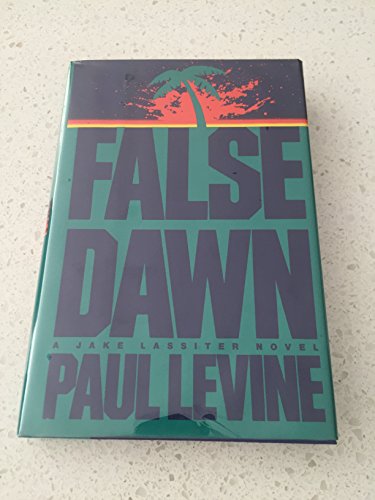 FALSE
DAWN
A JAKE LASSITER NOVEL
PAUL LEVINE